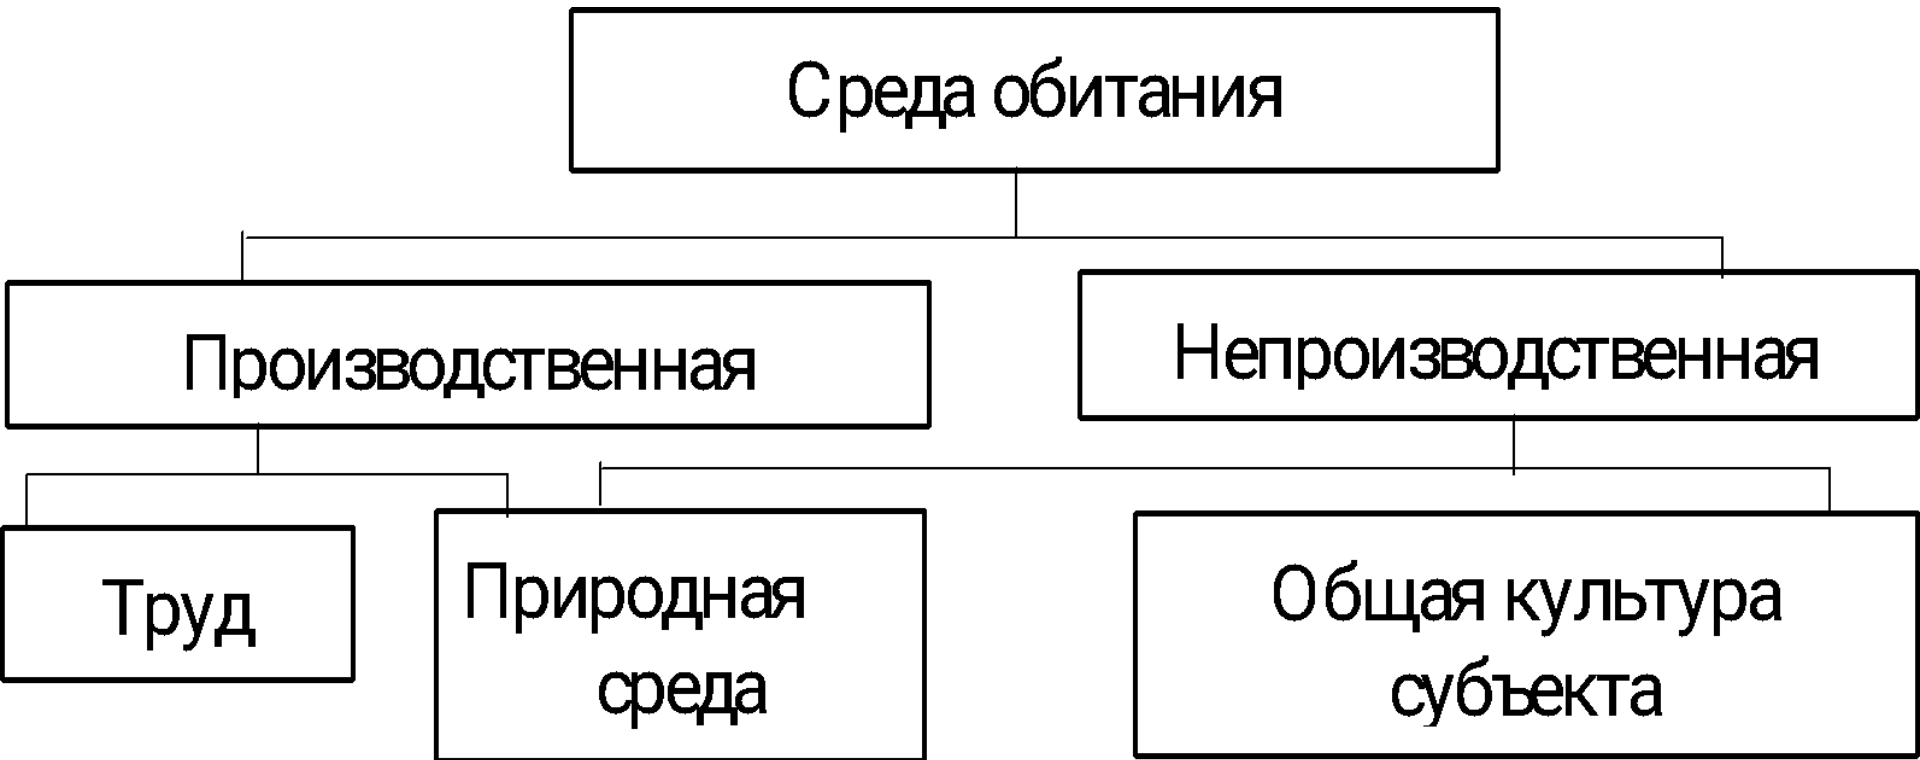 Среда обитания
Производственная
Непроизводственная
Труд
Природная
среда
Общая культура
субъекта